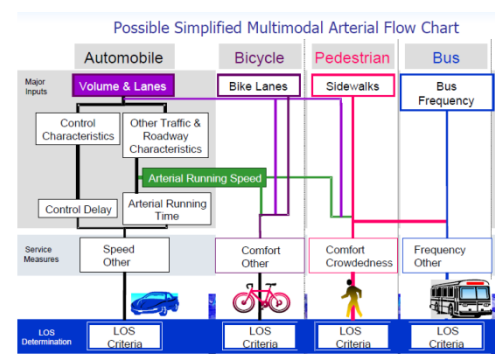 Possible Simplified Multimodal Arterial Flow Chart
Automobile
Bicycle
Pedestrian
Bus
Major
Inputs
Volume & Lanes
Bike Lanes
Sidewalks
Bus
Frequency
Control
Characteristics
Other Traffic &
Roadway
Characteristics
Arterial Running Speed
Control Delay
Arterial Running
Time
Service
Measures
Speed
Other
Comfort
Other
Comfort
Crowdedness
Frequency
Other
LOS
Determination
LOS
Criteria
LOS
Criteria
LOS
Criteria
LOS
Criteria